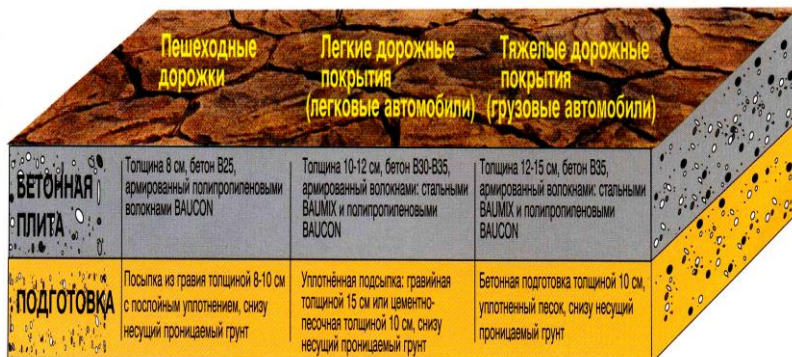 Пешеходные
дорожки
Легкие дорожные
покрытия
(легковые автомобили)
Тяжелые дорожные
покрытия
(грузовые автомобили)
БЕТОННАЯ
ПЛИТА
Толщина 8 см, бетон В25,
армированный полипропиленовыми
волокнами BAUCON
Толщина 10-12 см, бетон В30-В35,
армированный волокнами: стальными
BAUMIX и полипропиленовыми
BAUCON
Толщина 12-15 см, бетон В35,
армированный волокнами: стальными
BAUMIX и полипропиленовыми
BAUCON
ПОДГОТОВКА
Посыпка из гравия толщиной 8-10 см
с послойным уплотнением, снизу
несущий проницаемый грунт
Уплотнённая подсыпка: гравийная
толщиной 15 см или цементно-
песочная толщиной 10 см, снизу
несущий проницаемый грунт
Бетонная подготовка толщиной 10 см,
уплотненный песок, снизу несущий
проницаемый грунт